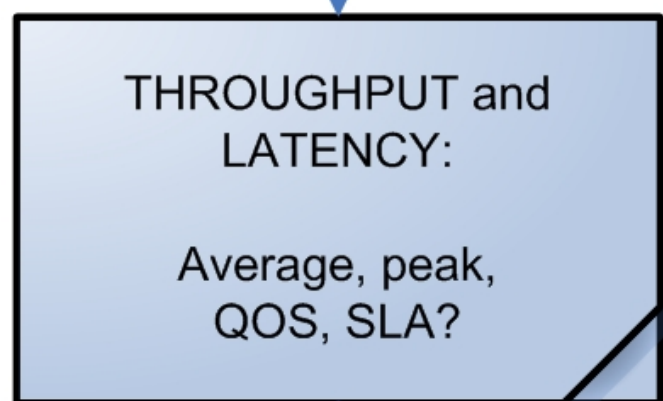 THROUGHPUT and
LATENCY:
Average, peak,
QOS, SLA?